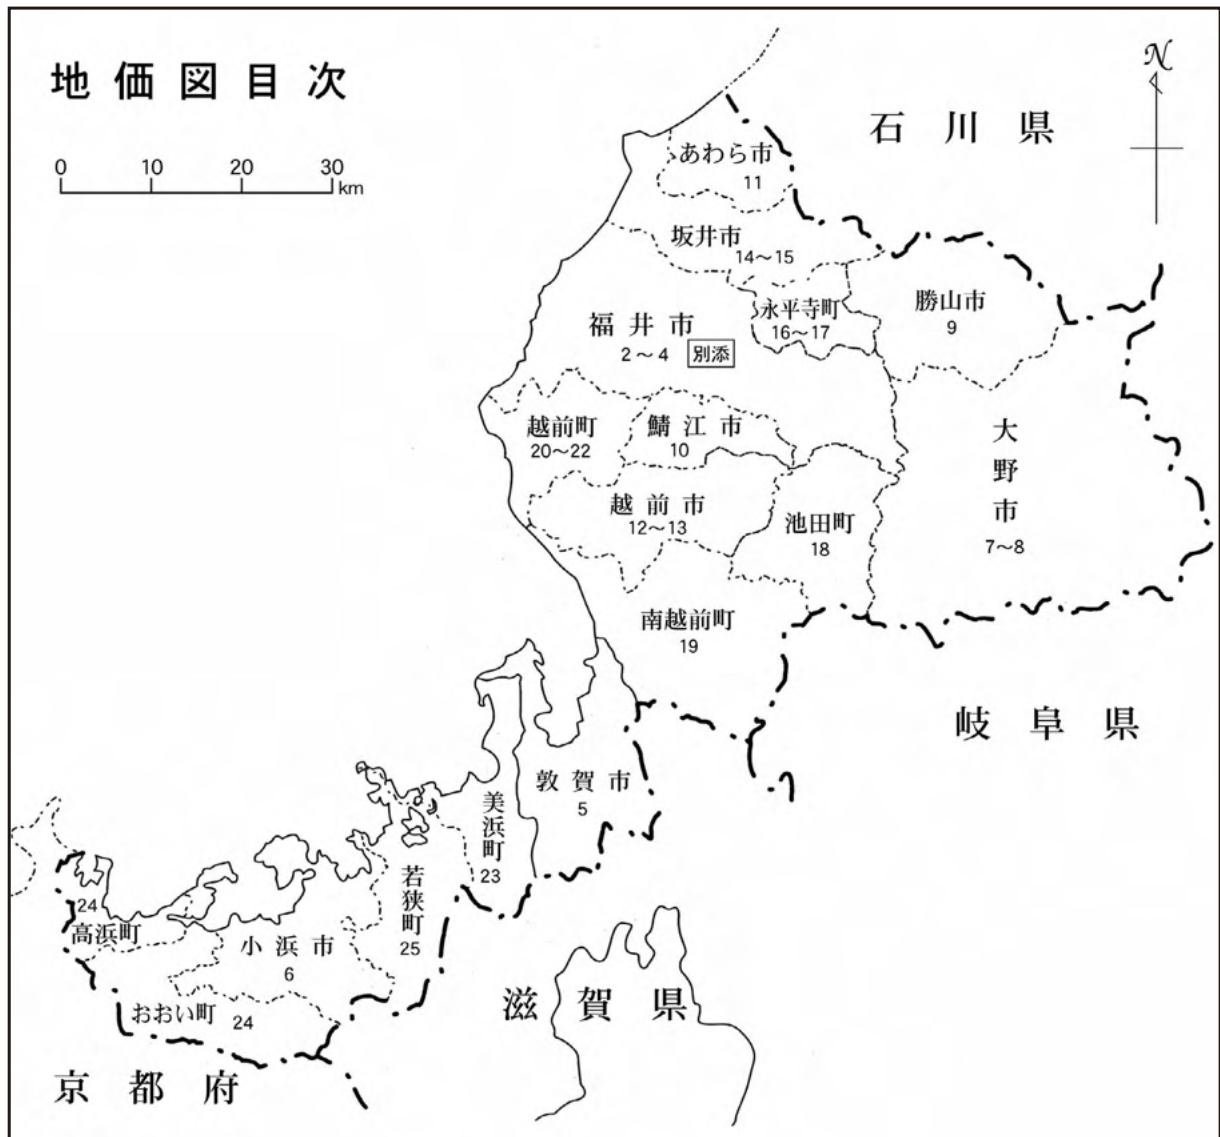 地価図目次
0 10 20 30 km
N
石川県
あわら市
11
坂井市
14～15
永平寺町
16～17
勝山市
9
福井市
2～4 別添
越前町
20～22
鯖江市
10
大野市
7～8
越前市
12～13
池田町
18
南越前町
19
岐阜県
敦賀市
5
美浜町
23
若狭町
25
24
高浜町
小浜市
6
おおい町 24
滋賀県
京都府